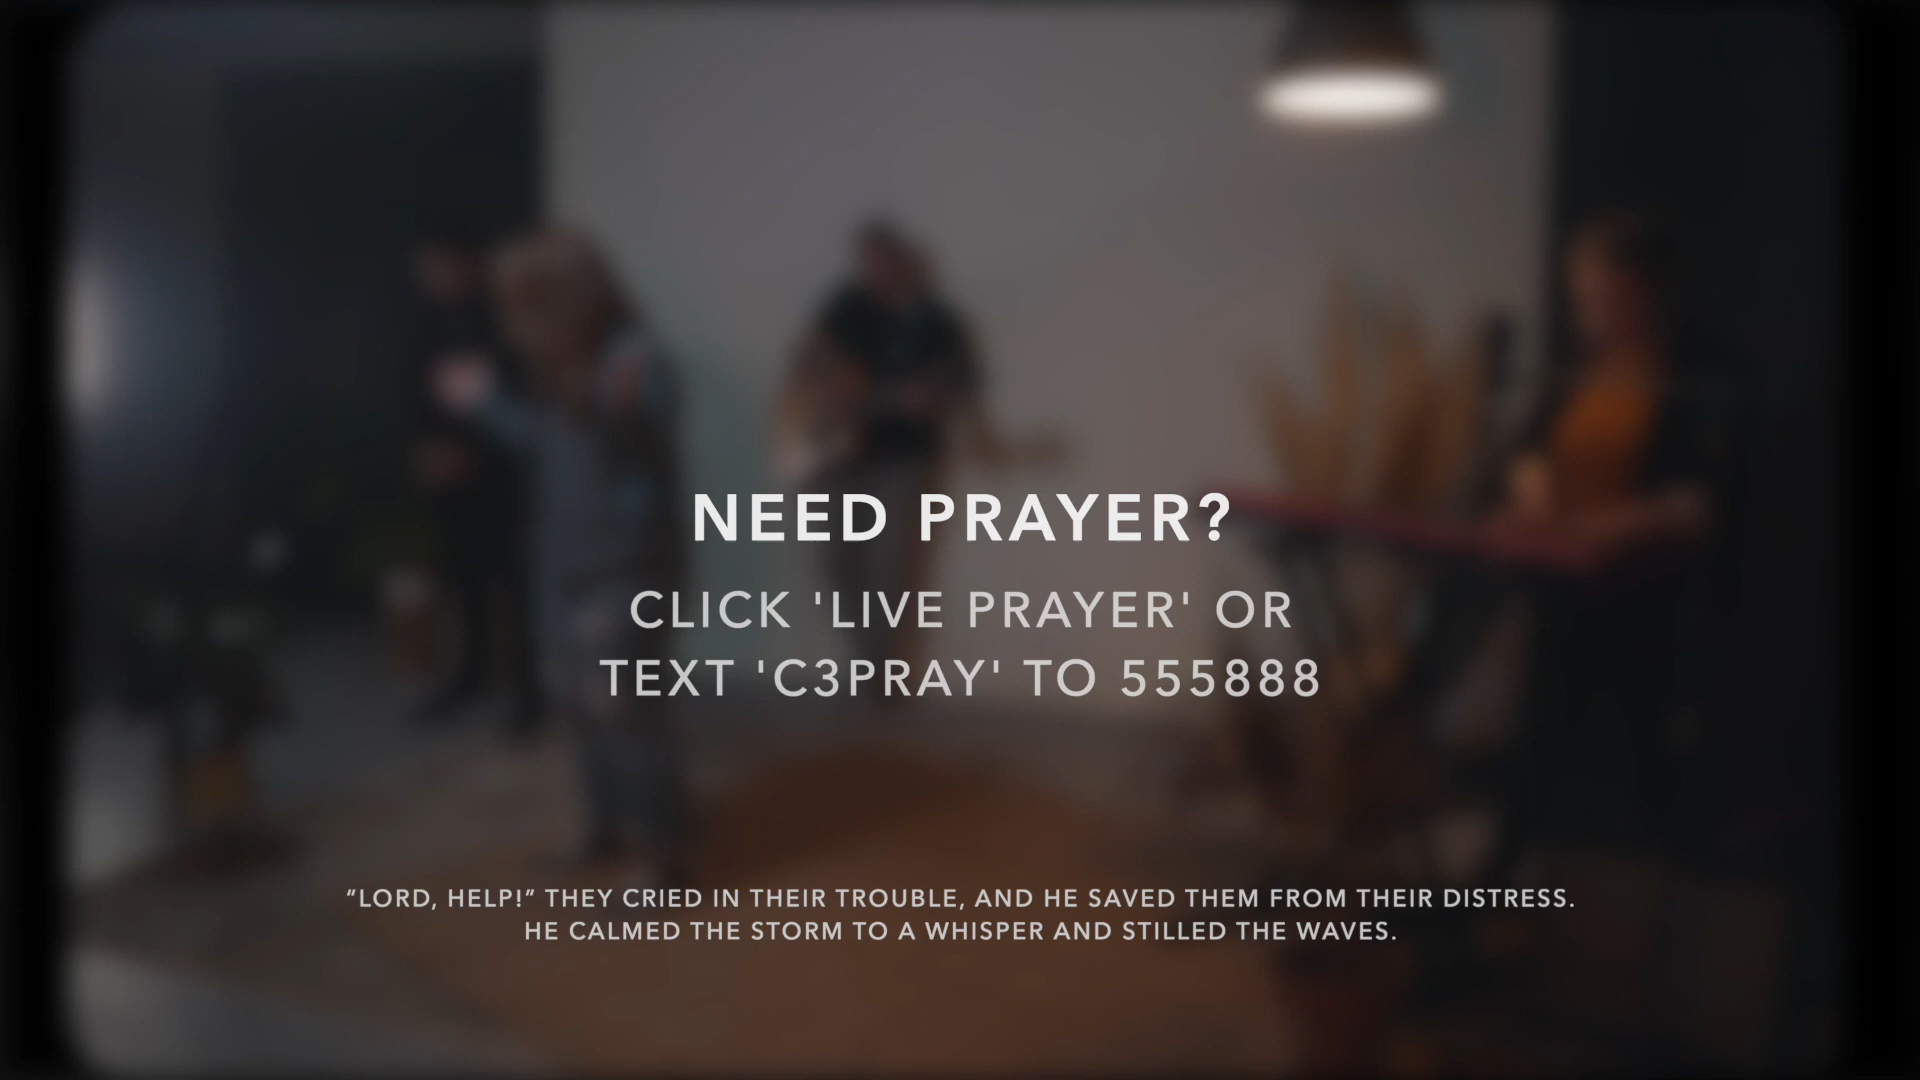 NEED PRAYER?
CLICK 'LIVE PRAYER' OR
TEXT 'C3PRAY' TO 555888
“LORD, HELP!” THEY CRIED IN THEIR TROUBLE, AND HE SAVED THEM FROM THEIR DISTRESS.
HE CALMED THE STORM TO A WHISPER AND STILLED THE WAVES.